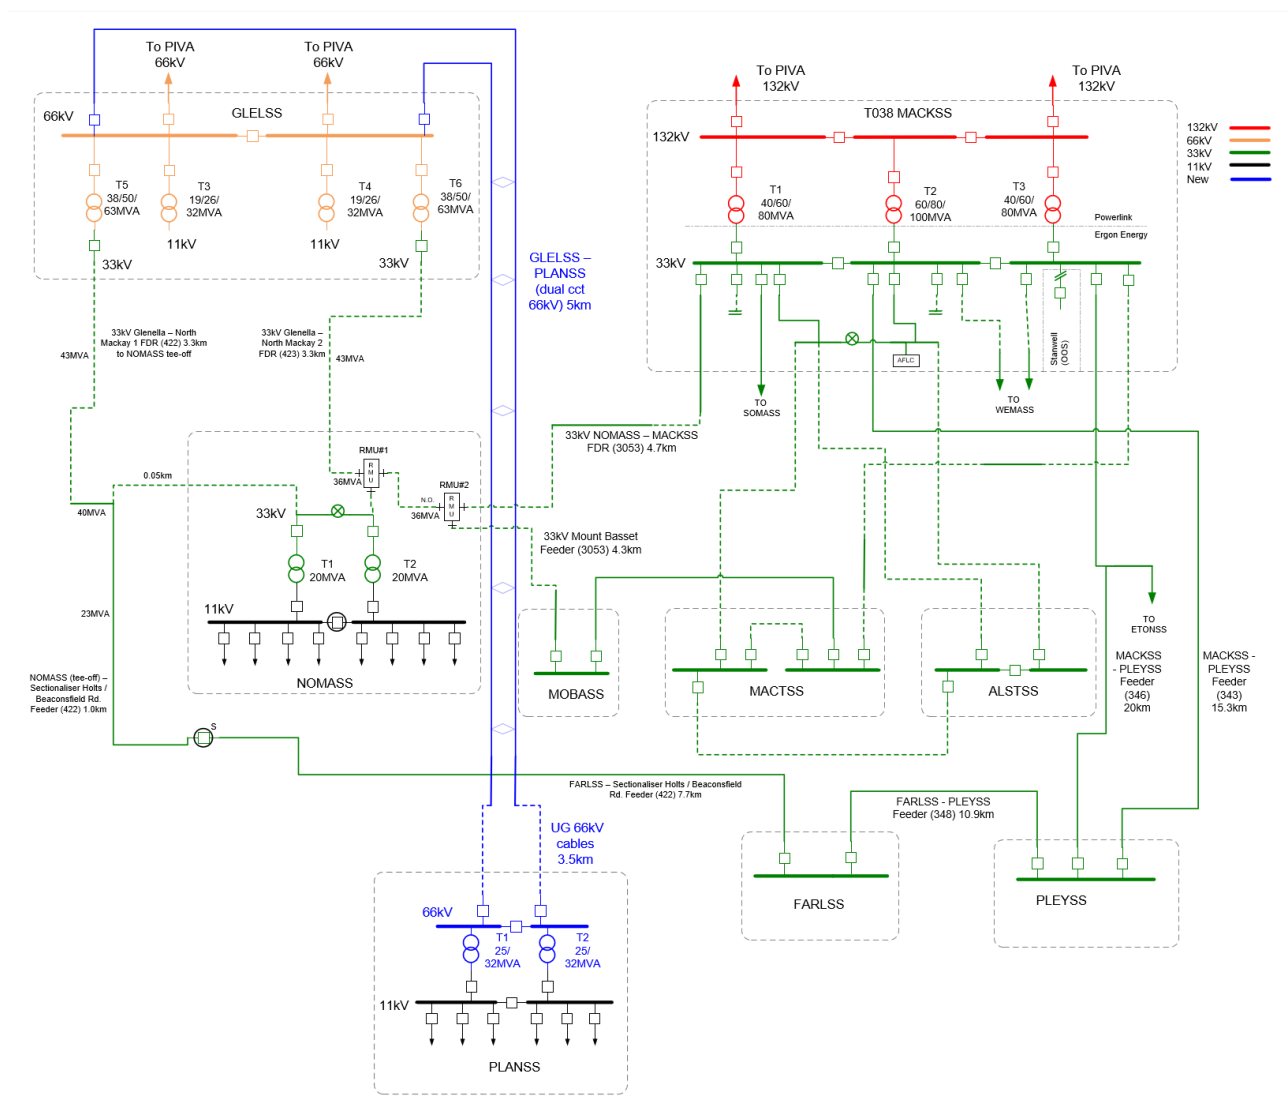 To PIVA
66kV
To PIVA
66kV
GLELSS
66kV
T5
38/50/
63MVA
T3
19/26/
32MVA
T4
19/26/
32MVA
T6
38/50/
63MVA
11kV
11kV
33kV
33kV
To PIVA
132kV
To PIVA
132kV
T038 MACKSS
132kV
T1
40/60/
80MVA
T2
60/80/
100MVA
T3
40/60/
80MVA
Powerlink
Ergon Energy
33kV
132kV
66kV
33kV
11kV
New
GLELSS –
PLANSS
(dual cct
66kV) 5km
33kV Glenella – North
Mackay 1 FDR (422) 3.3km
to NOMASS tee-off
43MVA
33kV Glenella –
North Mackay 2
FDR (423) 3.3km
43MVA
AFLC
Stanwell
(OOS)
TO
SOMASS
TO
WEMASS
33kV NOMASS – MACKSS
FDR (3053) 4.7km
RMU#1
R
M
U
36MVA
RMU#2
R
M
U
N.O.
36MVA
0.05km
40MVA
33kV
T1
20MVA
T2
20MVA
11kV
NOMASS
33kV Mount Basset
Feeder (3053) 4.3km
23MVA
NOMASS (tee-off) –
Sectionaliser Holts /
Beaconsfield Rd.
Feeder (422) 1.0km
S
MOBASS
MACTSS
ALSTSS
TO
ETONSS
MACKSS
- PLEYSS
Feeder
(346)
20km
MACKSS -
PLEYSS
Feeder
(343)
15.3km
FARLSS – Sectionaliser Holts / Beaconsfield
Rd. Feeder (422) 7.7km
FARLSS - PLEYSS
Feeder (348) 10.9km
UG 66kV
cables
3.5km
FARLSS
PLEYSS
66kV
T1
25/
32MVA
T2
25/
32MVA
11kV
PLANSS